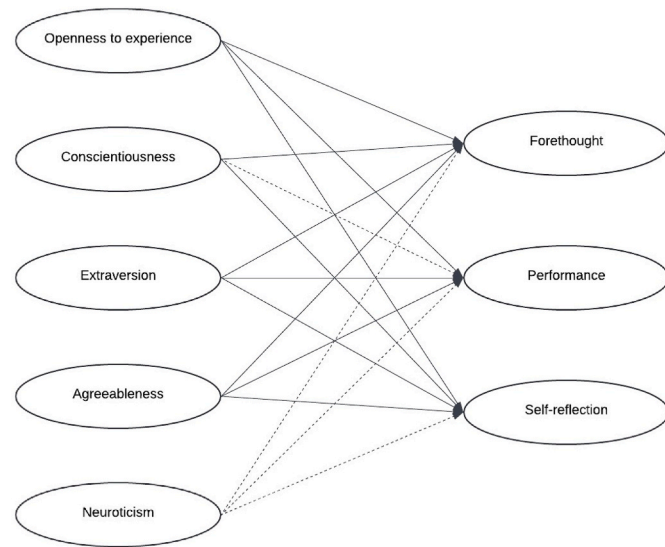 Openness to experience
Conscientiousness
Extraversion
Agreeableness
Neuroticism
Forethought
Performance
Self-reflection